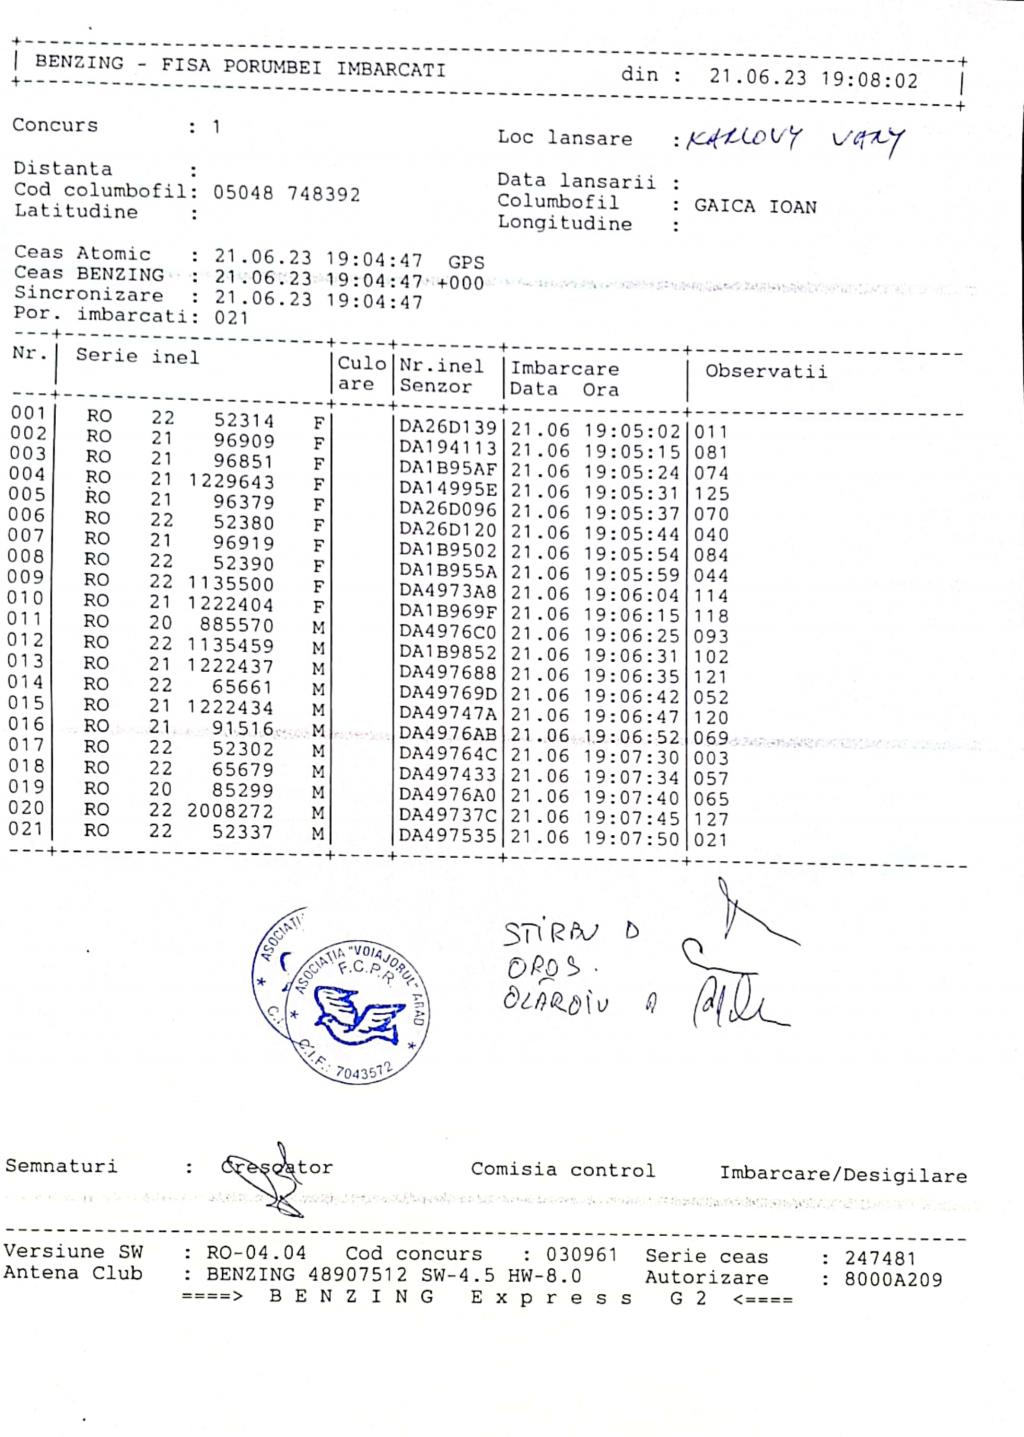 BENZING - FISA PORUMBEI IMBARCATI din : 21.06.23 19:08:02
Concurs : 1 Loc lansare : KARLOVY VARY
Distanta : Data lansarii :
Cod columbofil: 05048 748392 Columbofil : GAICA IOAN
Latitudine : Longitudine :
Ceas Atomic : 21.06.23 19:04:47 GPS
Ceas BENZING : 21.06.23 19:04:47 +000
Sincronizare : 21.06.23 19:04:47
Por. imbarcati: 021
Nr. Serie inel Culo Nr.inel Imbarcare Observatii
are Senzor Data Ora
001 RO 22 52314 F DA26D139 21.06 19:05:02 011
002 RO 21 96909 F DA194113 21.06 19:05:15 081
003 RO 21 96851 F DA1B95AF 21.06 19:05:24 074
004 RO 21 1229643 F DA14995E 21.06 19:05:31 125
005 RO 21 96379 F DA26D096 21.06 19:05:37 070
006 RO 22 52380 F DA26D120 21.06 19:05:44 040
007 RO 21 96919 F DA1B9502 21.06 19:05:54 084
008 RO 22 52390 F DA1B955A 21.06 19:05:59 044
009 RO 22 1135500 F DA4973A8 21.06 19:06:04 114
010 RO 21 1222404 F DA1B969F 21.06 19:06:15 118
011 RO 20 885570 M DA4976C0 21.06 19:06:25 093
012 RO 22 1135459 M DA1B9852 21.06 19:06:31 102
013 RO 21 1222437 M DA497688 21.06 19:06:35 121
014 RO 22 65661 M DA49769D 21.06 19:06:42 052
015 RO 21 1222434 M DA49747A 21.06 19:06:47 120
016 RO 21 91516 M DA4976AB 21.06 19:06:52 069
017 RO 22 52302 M DA49764C 21.06 19:07:30 003
018 RO 22 65679 M DA497433 21.06 19:07:34 057
019 RO 20 85299 M DA4976A0 21.06 19:07:40 065
020 RO 22 2008272 M DA49737C 21.06 19:07:45 127
021 RO 22 52337 M DA497535 21.06 19:07:50 021
STIRBU D
OROS.
OLAROIU A
ASOCIATI
C.I
ASOCIAȚIA "VOIAJORUL" ARAD
F.C.P.R.
C.I.F.: 7043572
Semnaturi : Crescator Comisia control Imbarcare/Desigilare
Versiune SW : RO-04.04 Cod concurs : 030961 Serie ceas : 247481
Antena Club : BENZING 48907512 SW-4.5 HW-8.0 Autorizare : 8000A209
====> B E N Z I N G E x p r e s s G 2 <====